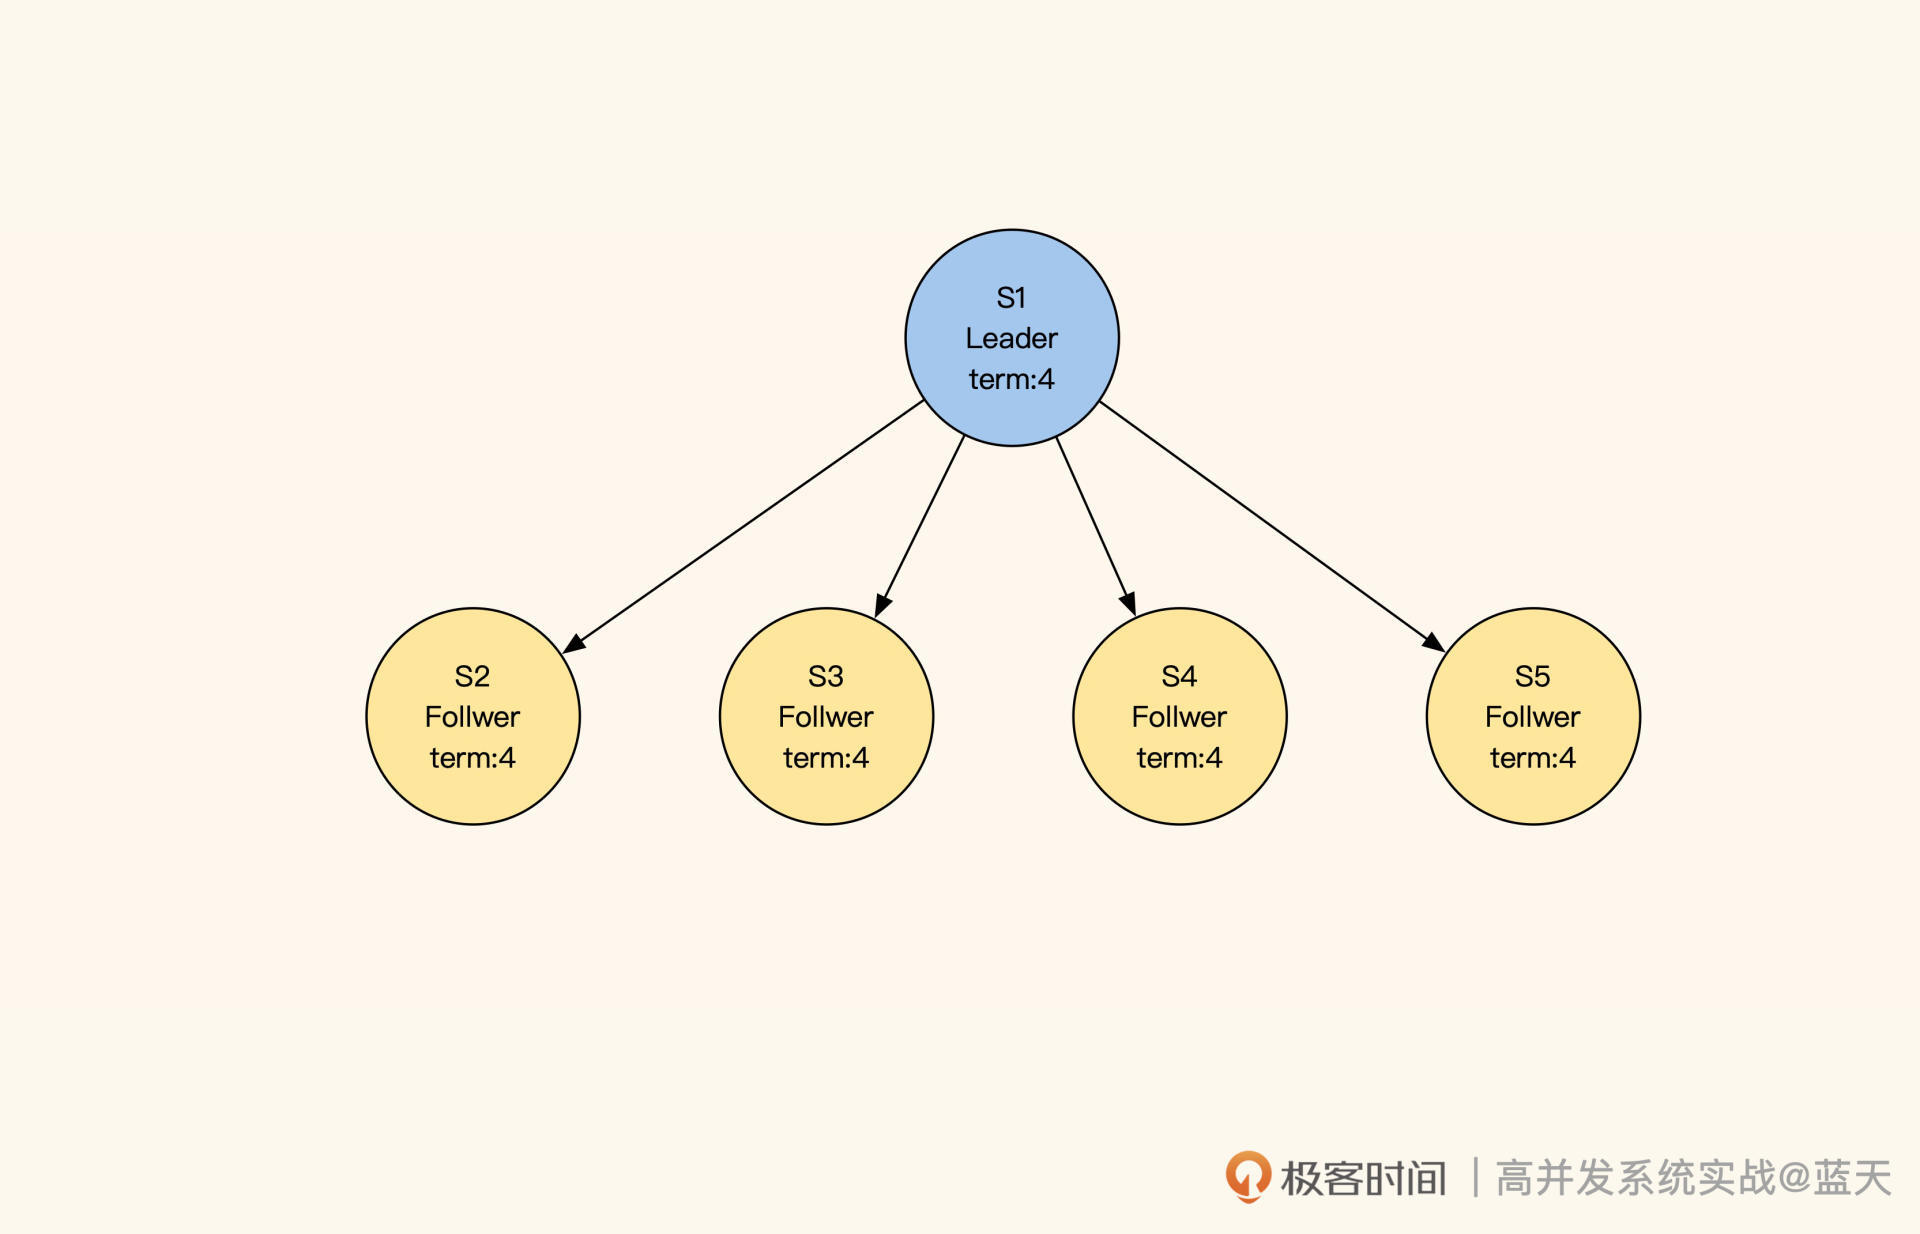 S1
Leader
term:4
S2
Follwer
term:4
S3
Follwer
term:4
S4
Follwer
term:4
S5
Follwer
term:4
极客时间 | 高并发系统实战@蓝天